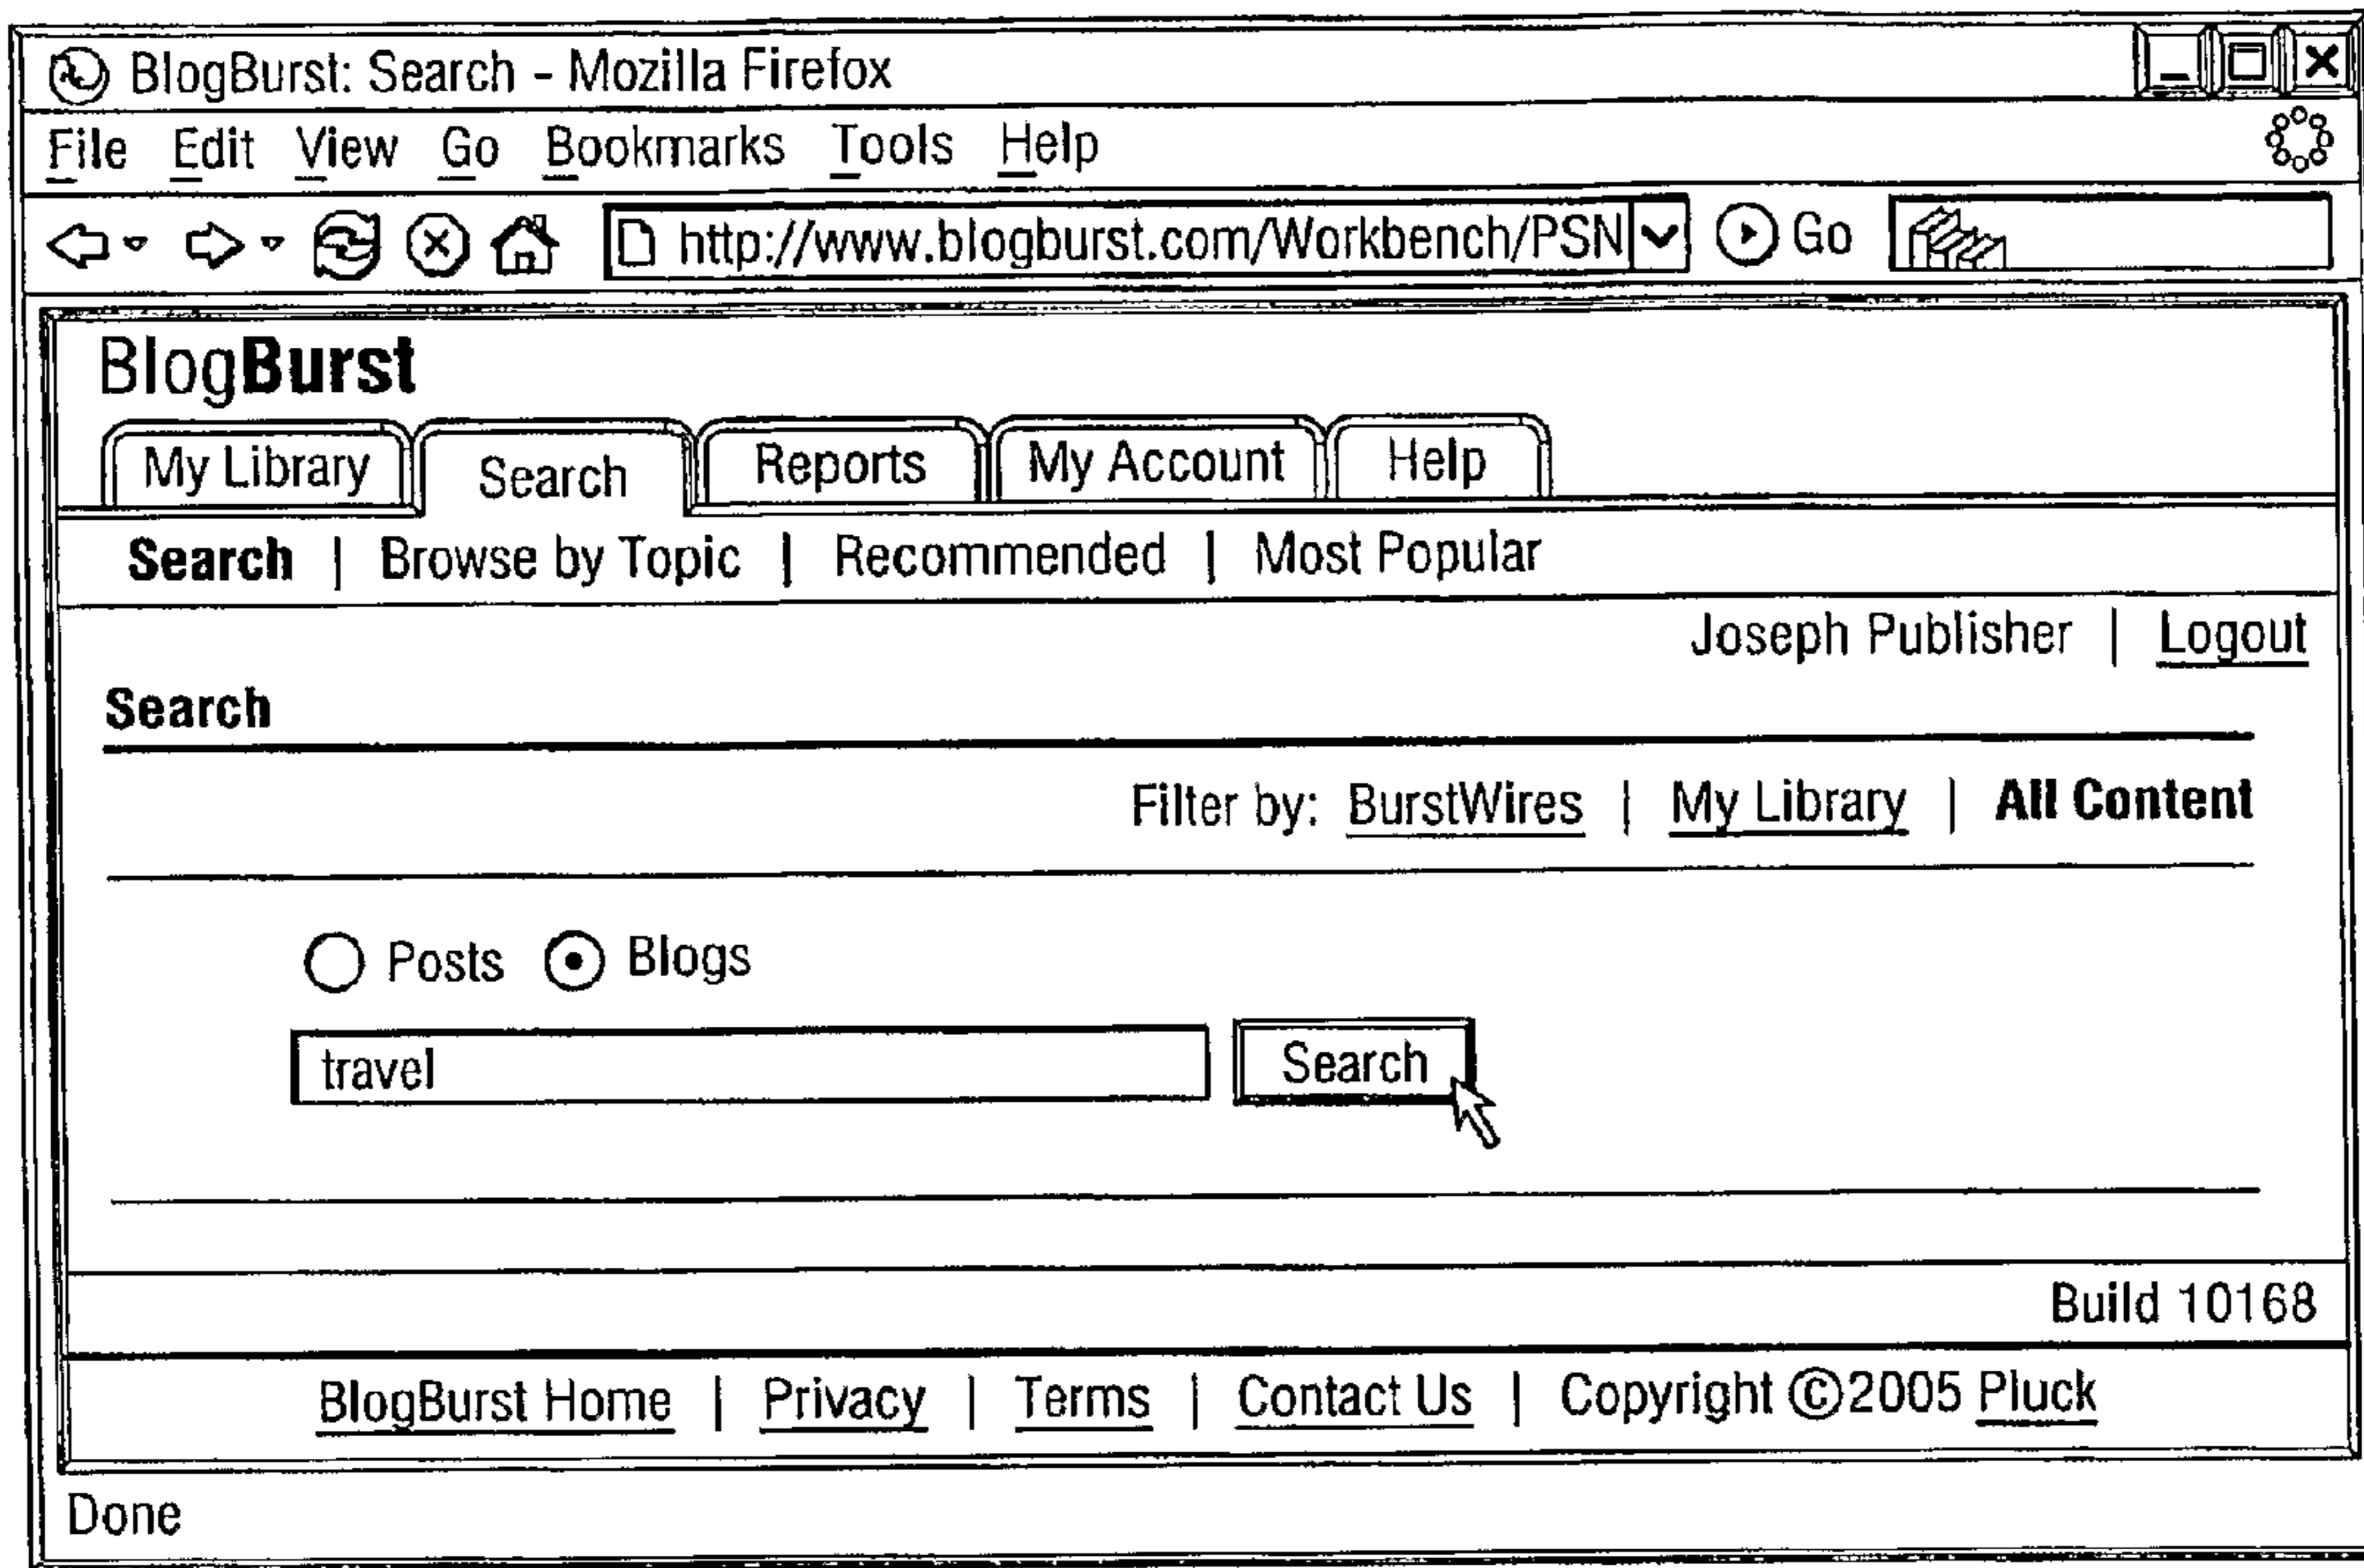 BlogBurst: Search - Mozilla Firefox
File Edit View Go Bookmarks Tools Help
http://www.blogburst.com/Workbench/PSN Go
BlogBurst
My Library Search Reports My Account Help
Search | Browse by Topic | Recommended | Most Popular
Joseph Publisher | Logout
Search
Filter by: BurstWires | My Library | All Content
Posts Blogs
travel Search
Build 10168
BlogBurst Home | Privacy | Terms | Contact Us | Copyright ©2005 Pluck
Done